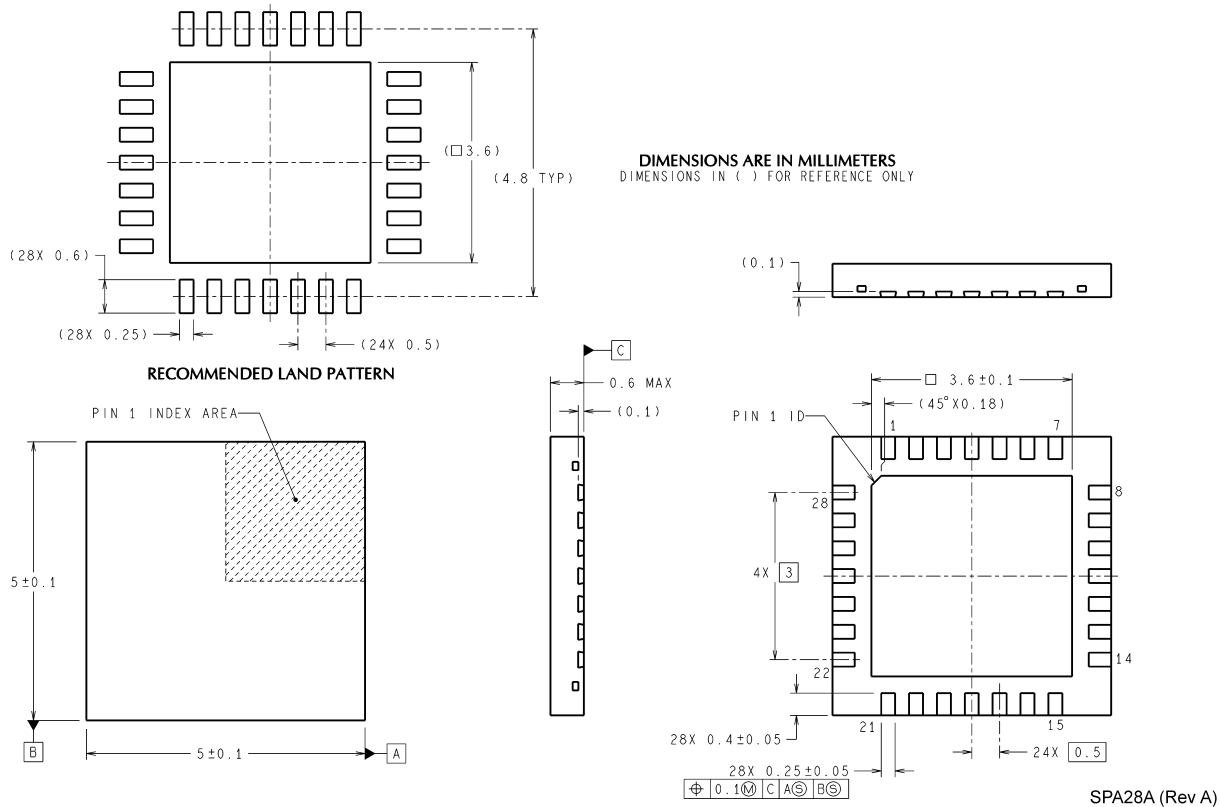 (□3.6)
(4.8 TYP)
DIMENSIONS ARE IN MILLIMETERS
DIMENSIONS IN ( ) FOR REFERENCE ONLY
(28X 0.6)
(0.1)
(28X 0.25)
(24X 0.5)
RECOMMENDED LAND PATTERN
C
0.6 MAX
(0.1)
PIN 1 INDEX AREA
□ 3.6±0.1
(45°X0.18)
PIN 1 ID
1
7
28
8
5±0.1
4X 3
22
14
21
15
B
5±0.1
A
28X 0.4±0.05
24X 0.5
28X 0.25±0.05
⌖ 0.1Ⓜ C AⓈ BⓈ
SPA28A (Rev A)